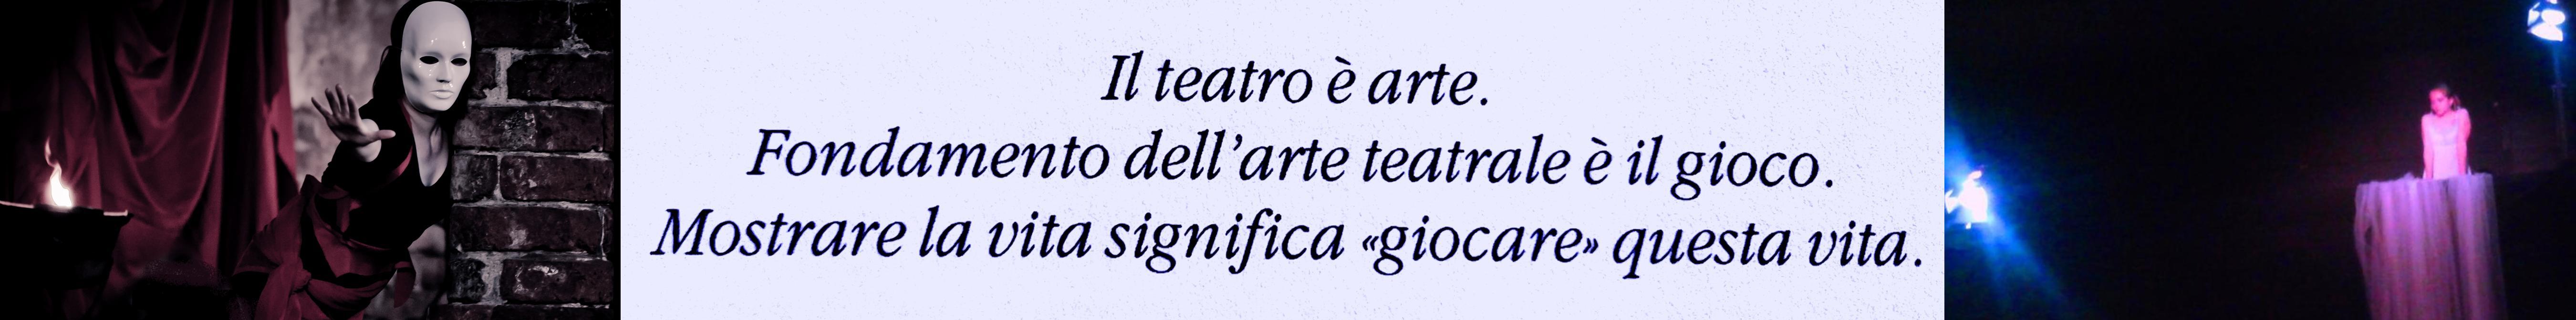 Il teatro è arte.
Fondamento dell’arte teatrale è il gioco.
Mostrare la vita significa «giocare» questa vita.